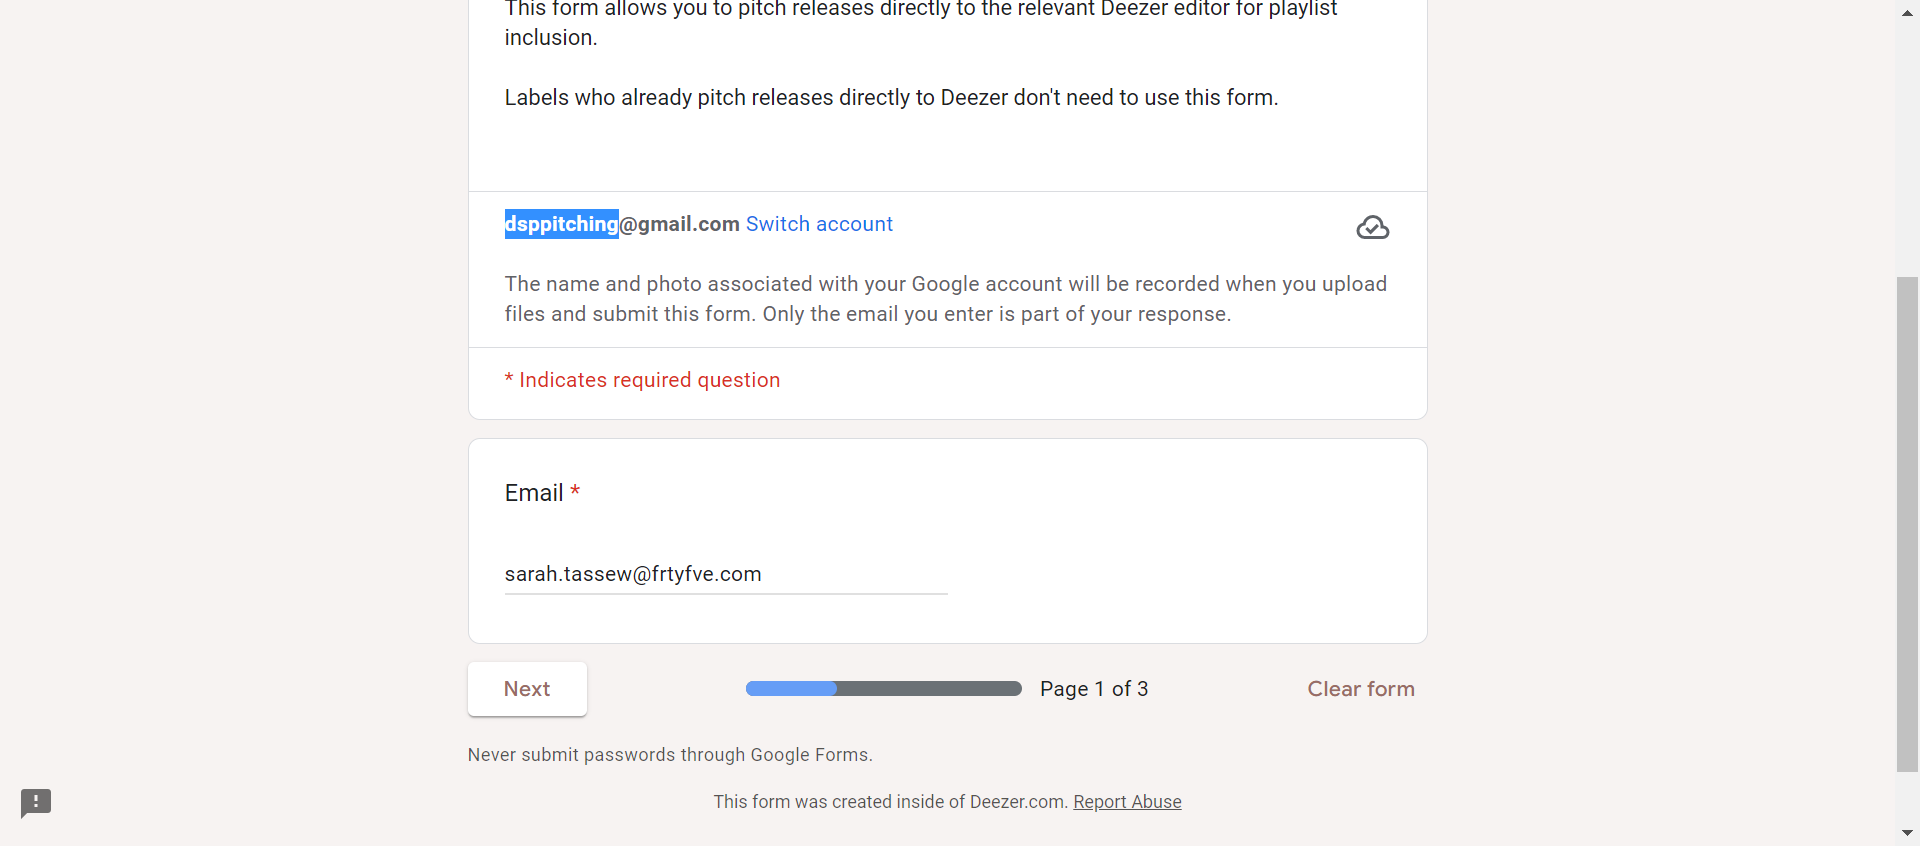 This form allows you to pitch releases directly to the relevant Deezer editor for playlist
inclusion.
Labels who already pitch releases directly to Deezer don't need to use this form.
dsppitching@gmail.com Switch account
The name and photo associated with your Google account will be recorded when you upload
files and submit this form. Only the email you enter is part of your response.
* Indicates required question
Email *
sarah.tassew@frtyfve.com
Next
Page 1 of 3
Clear form
Never submit passwords through Google Forms.
This form was created inside of Deezer.com. Report Abuse